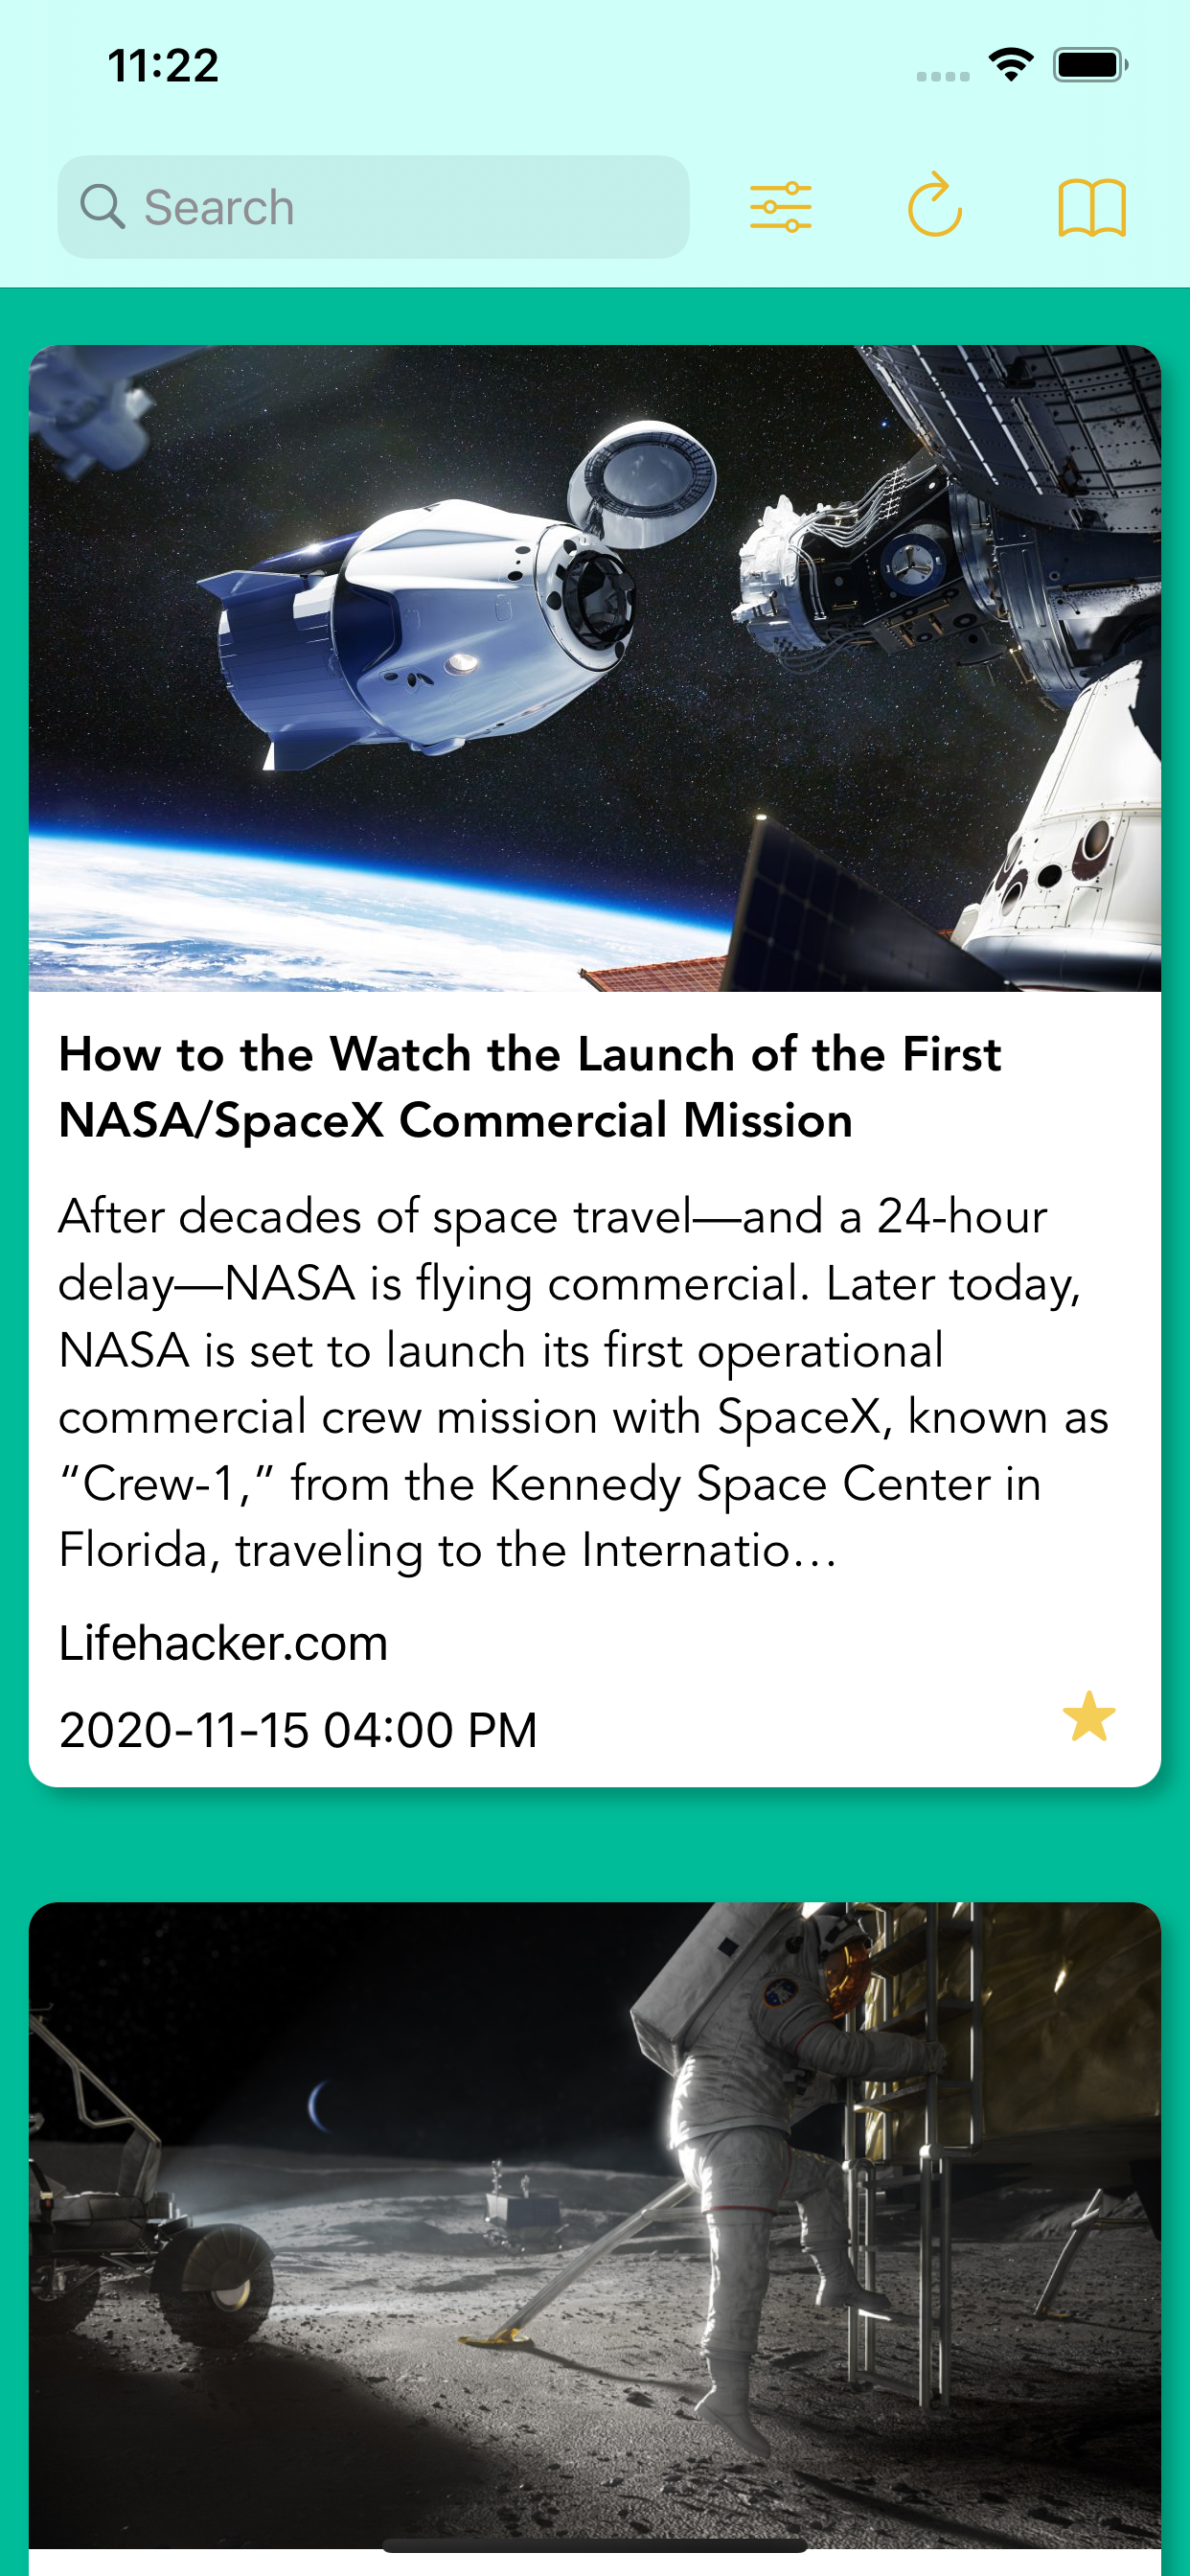 11:22
Search
How to the Watch the Launch of the First
NASA/SpaceX Commercial Mission
After decades of space travel—and a 24-hour
delay—NASA is flying commercial. Later today,
NASA is set to launch its first operational
commercial crew mission with SpaceX, known as
“Crew-1,” from the Kennedy Space Center in
Florida, traveling to the Internatio…
Lifehacker.com
2020-11-15 04:00 PM